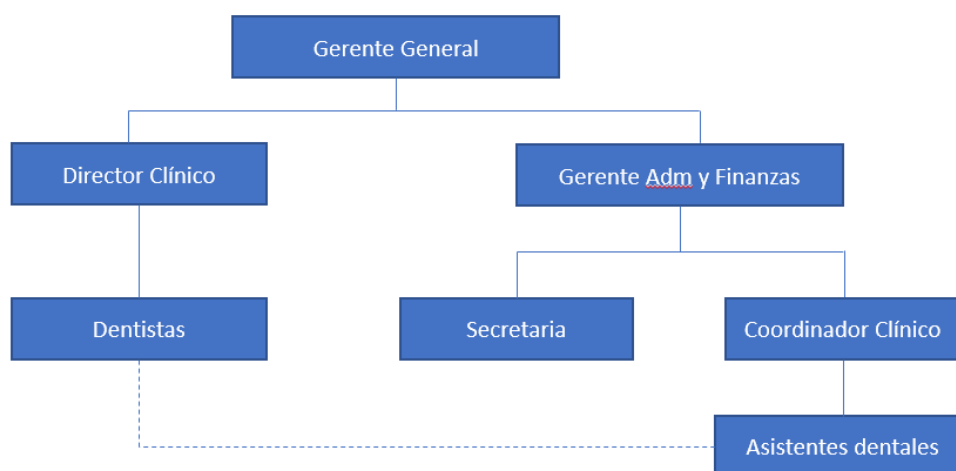 Gerente General
Director Clínico
Gerente Adm y Finanzas
Dentistas
Secretaria
Coordinador Clínico
Asistentes dentales